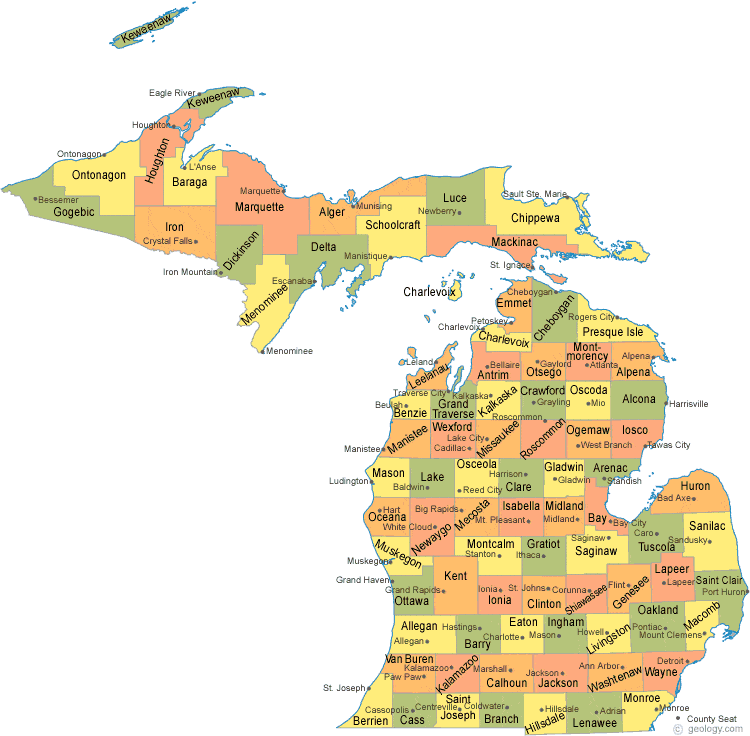 Keweenaw
Eagle River
Keweenaw
Houghton
Ontonagon
Houghton
L'Anse
Ontonagon
Baraga
Marquette
Bessemer
Gogebic
Marquette
Alger
Munising
Luce
Newberry
Sault Ste. Marie
Chippewa
Iron
Crystal Falls
Schoolcraft
Dickinson
Delta
Manistique
Mackinac
Iron Mountain
Escanaba
St. Ignace
Menominee
Menominee
Charlevoix
Cheboygan
Emmet
Cheboygan
Petoskey
Rogers City
Charlevoix
Presque Isle
Charlevoix
Leland
Bellaire
Gaylord
Mont-
morency
Atlanta
Alpena
Leelanau
Antrim
Otsego
Alpena
Traverse City
Kalkaska
Kalkaska
Crawford
Grayling
Oscoda
Mio
Alcona
Harrisville
Beulah
Benzie
Grand
Traverse
Roscommon
Manistee
Manistee
Wexford
Lake City
Cadillac
Missaukee
Roscommon
Ogemaw
West Branch
Iosco
Tawas City
Ludington
Mason
Lake
Baldwin
Osceola
Reed City
Harrison
Clare
Gladwin
Gladwin
Arenac
Standish
Huron
Bad Axe
Oceana
Hart
White Cloud
Newaygo
Big Rapids
Mecosta
Isabella
Mt. Pleasant
Midland
Midland
Bay
Bay City
Caro
Tuscola
Sanilac
Sandusky
Muskegon
Muskegon
Montcalm
Stanton
Gratiot
Ithaca
Saginaw
Saginaw
Grand Haven
Ottawa
Kent
Grand Rapids
Ionia
Ionia
St. Johns
Clinton
Corunna
Shiawassee
Flint
Genesee
Lapeer
Lapeer
Saint Clair
Port Huron
Allegan
Allegan
Hastings
Barry
Eaton
Charlotte
Ingham
Mason
Howell
Livingston
Oakland
Pontiac
Mount Clemens
Macomb
Van Buren
Paw Paw
Kalamazoo
Kalamazoo
Marshall
Calhoun
Jackson
Jackson
Ann Arbor
Washtenaw
Detroit
Wayne
St. Joseph
Berrien
Cassopolis
Cass
Centreville
Saint
Joseph
Coldwater
Branch
Hillsdale
Hillsdale
Adrian
Lenawee
Monroe
Monroe
County Seat
© geology.com